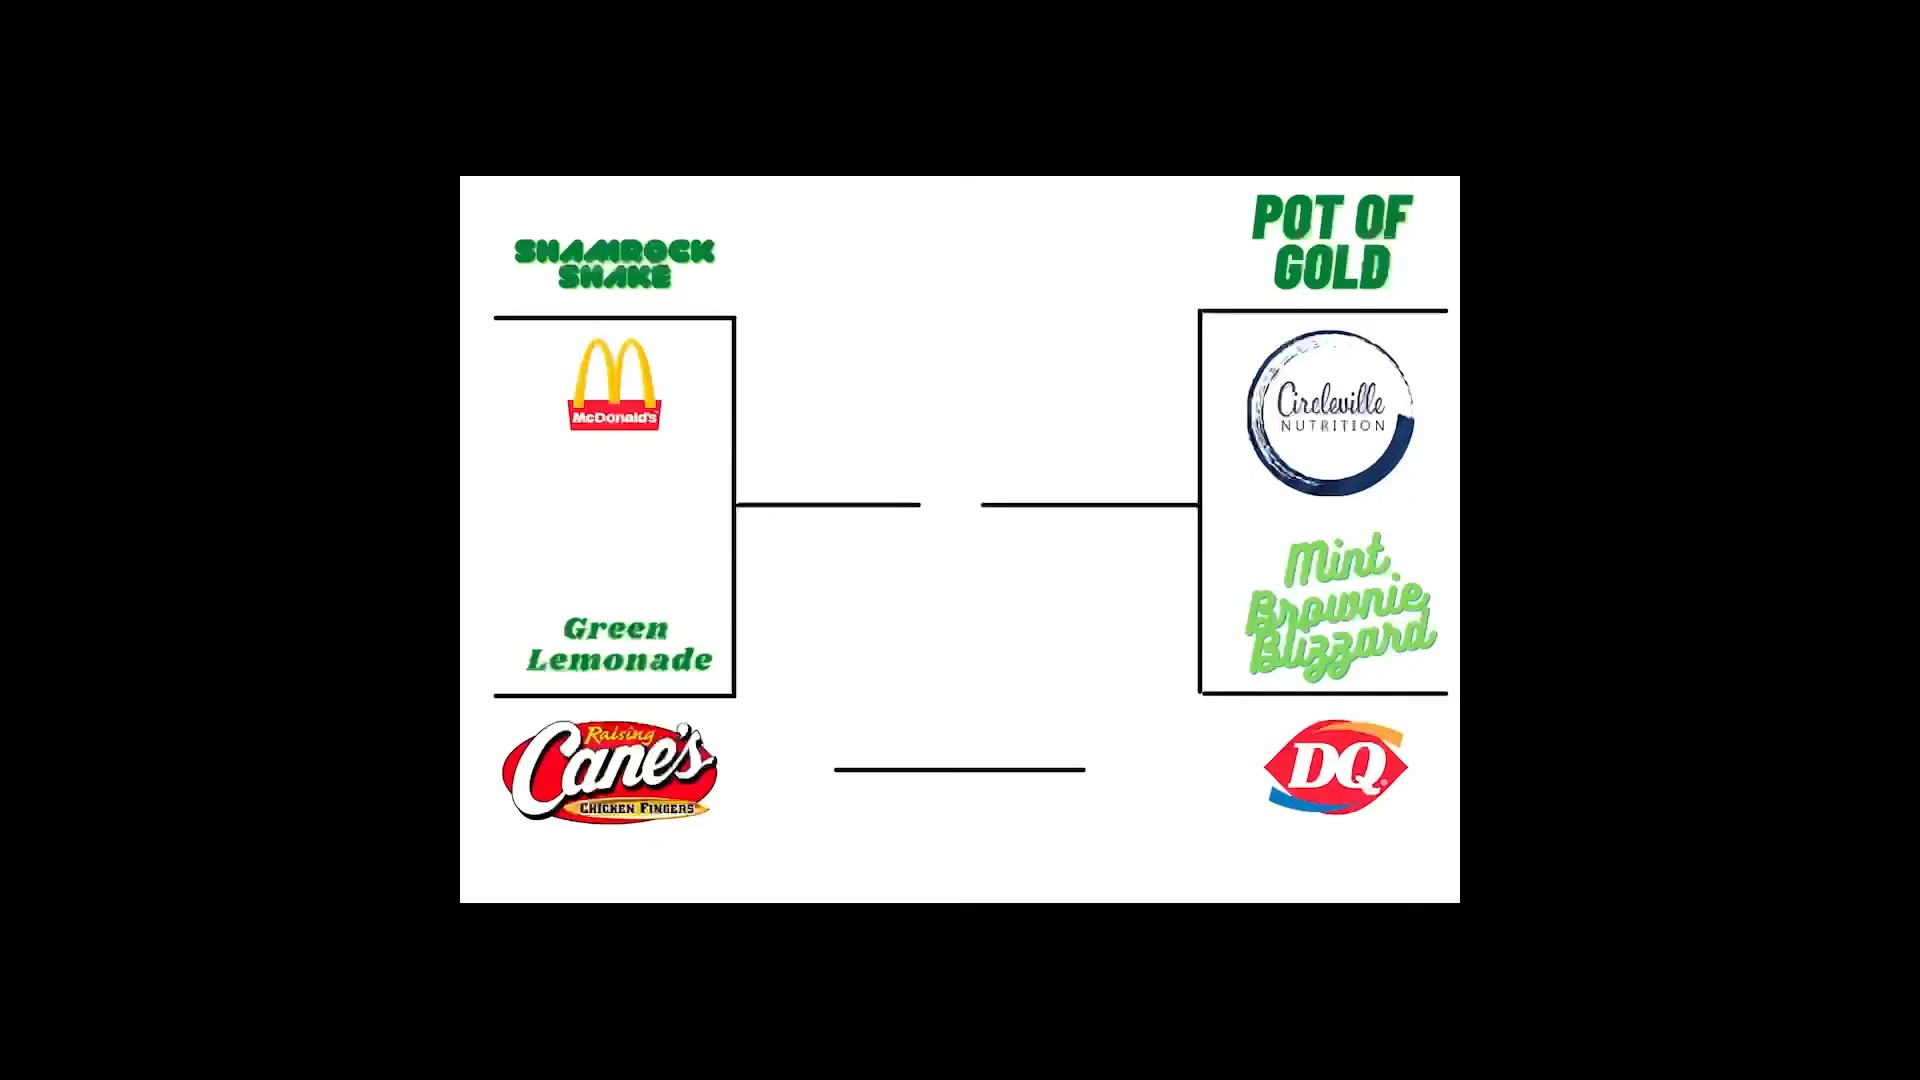 SHAMROCK
SHAKE
McDonald's
Green
Lemonade
Raising
Cane's
CHICKEN FINGERS
POT OF
GOLD
Circleville
NUTRITION
Mint
Brownie
Blizzard
DQ